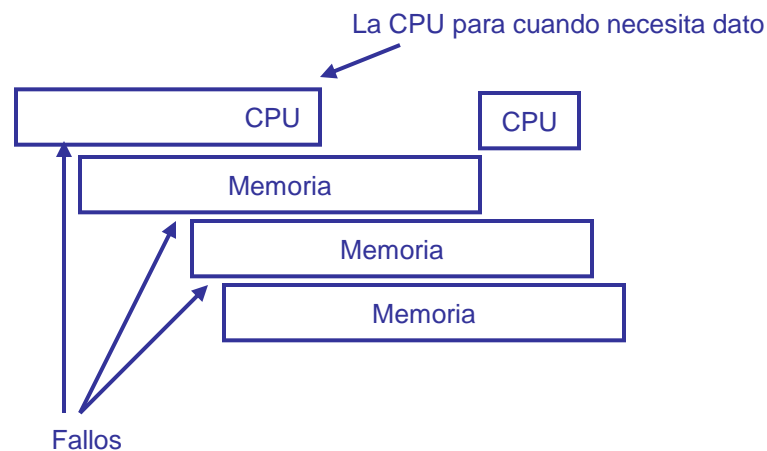 La CPU para cuando necesita dato
CPU
CPU
Memoria
Memoria
Memoria
Fallos